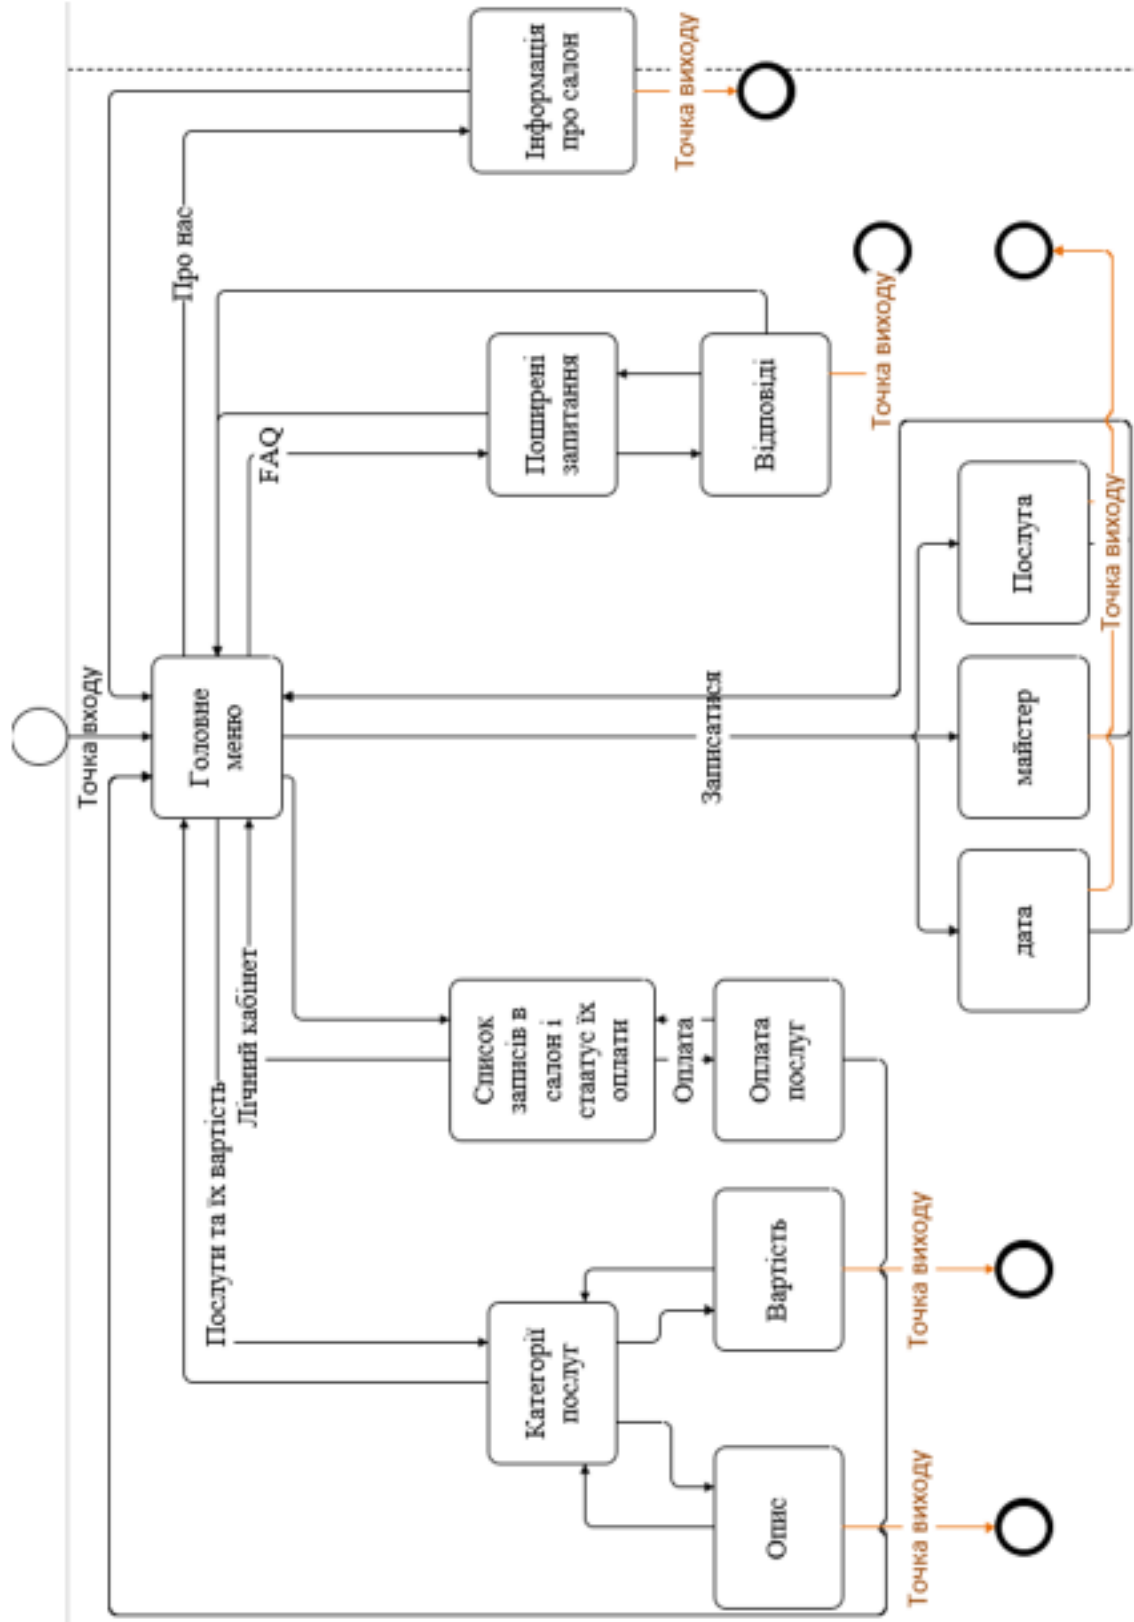 Точка входу
Про нас
Головне
меню
Послуги та їх вартість
Лічний кабінет
FAQ
Категорії
послуг
Список
записів в
салон і
стаатус їх
оплати
Поширені
запитання
Інформація
про салон
Оплата
Точка виходу
Записатися
Опис
Вартість
Оплата
послуг
Відповіді
Точка виходу
Точка виходу
Точка виходу
дата
майстер
Послуга
Точка виходу